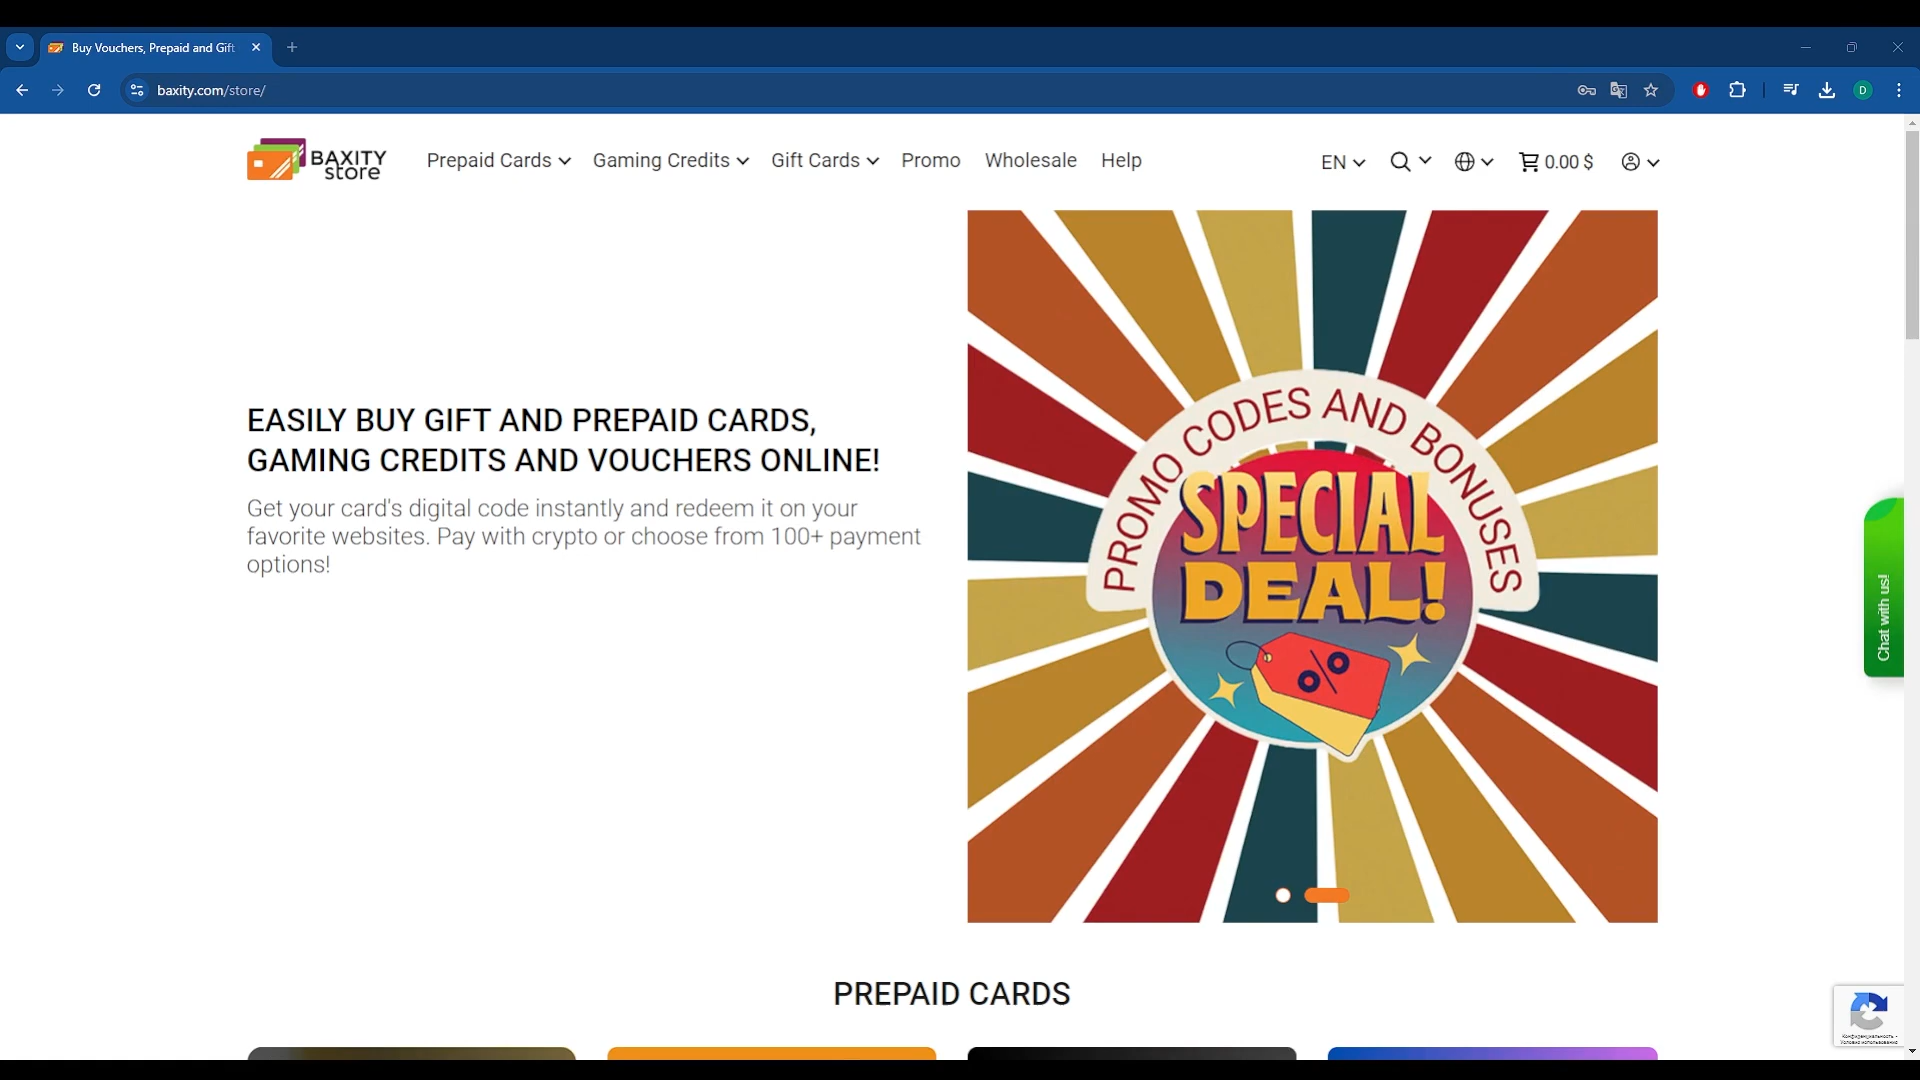 Buy Vouchers, Prepaid and Gift
baxity.com/store/
D
BAXITY
store
Prepaid Cards
Gaming Credits
Gift Cards
Promo
Wholesale
Help
EN
0.00 $
EASILY BUY GIFT AND PREPAID CARDS,
GAMING CREDITS AND VOUCHERS ONLINE!
Get your card's digital code instantly and redeem it on your
favorite websites. Pay with crypto or choose from 100+ payment
options!
PROMO CODES AND BONUSES
SPECIAL
DEAL!
%
Chat with us!
PREPAID CARDS
Конфиденциальность -
Условия использования